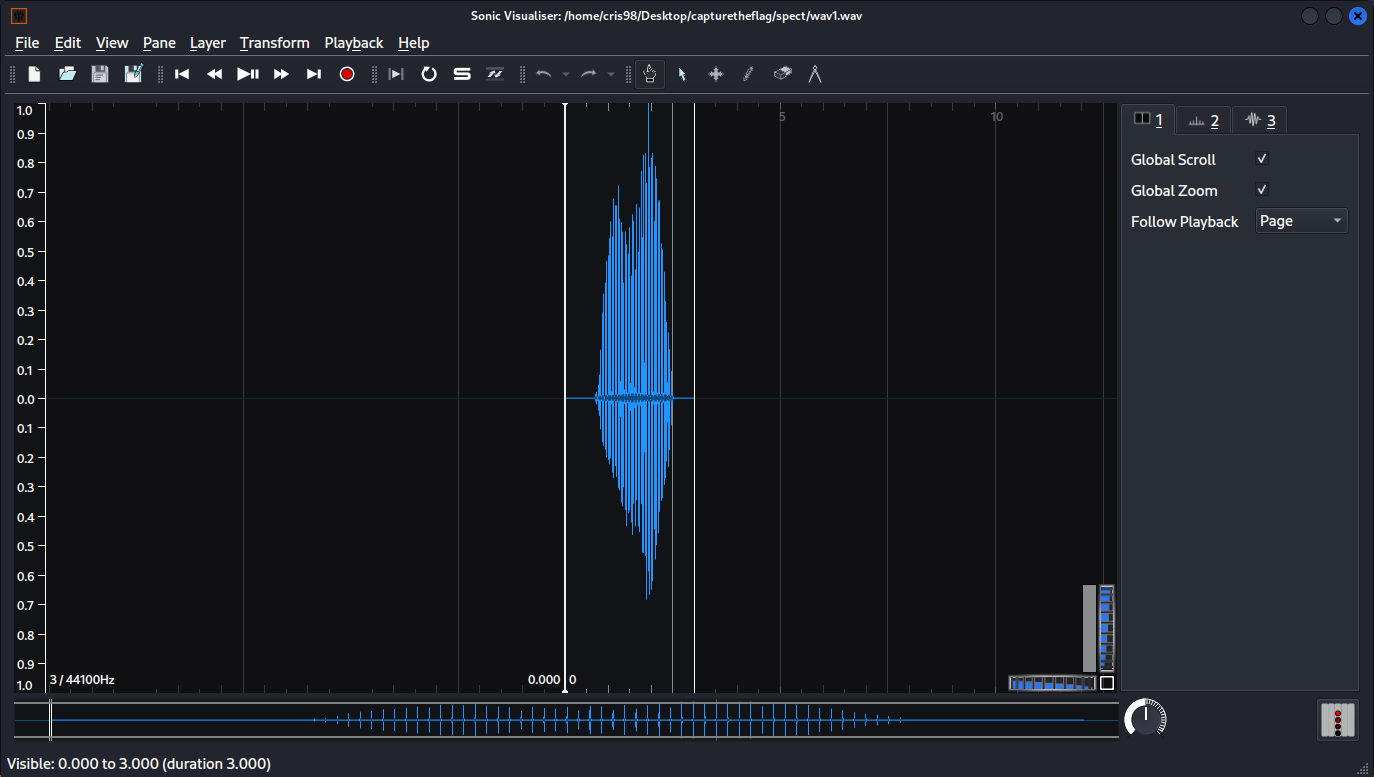 Sonic Visualiser: /home/cris98/Desktop/capturetheflag/spect/wav1.wav
File Edit View Pane Layer Transform Playback Help
1.0
0.9
0.8
0.7
0.6
0.5
0.4
0.3
0.2
0.1
0.0
0.1
0.2
0.3
0.4
0.5
0.6
0.7
0.8
0.9
1.0
5 10
3 / 44100Hz
0.000 0
1 2 3
Global Scroll
Global Zoom
Follow Playback Page
Visible: 0.000 to 3.000 (duration 3.000)